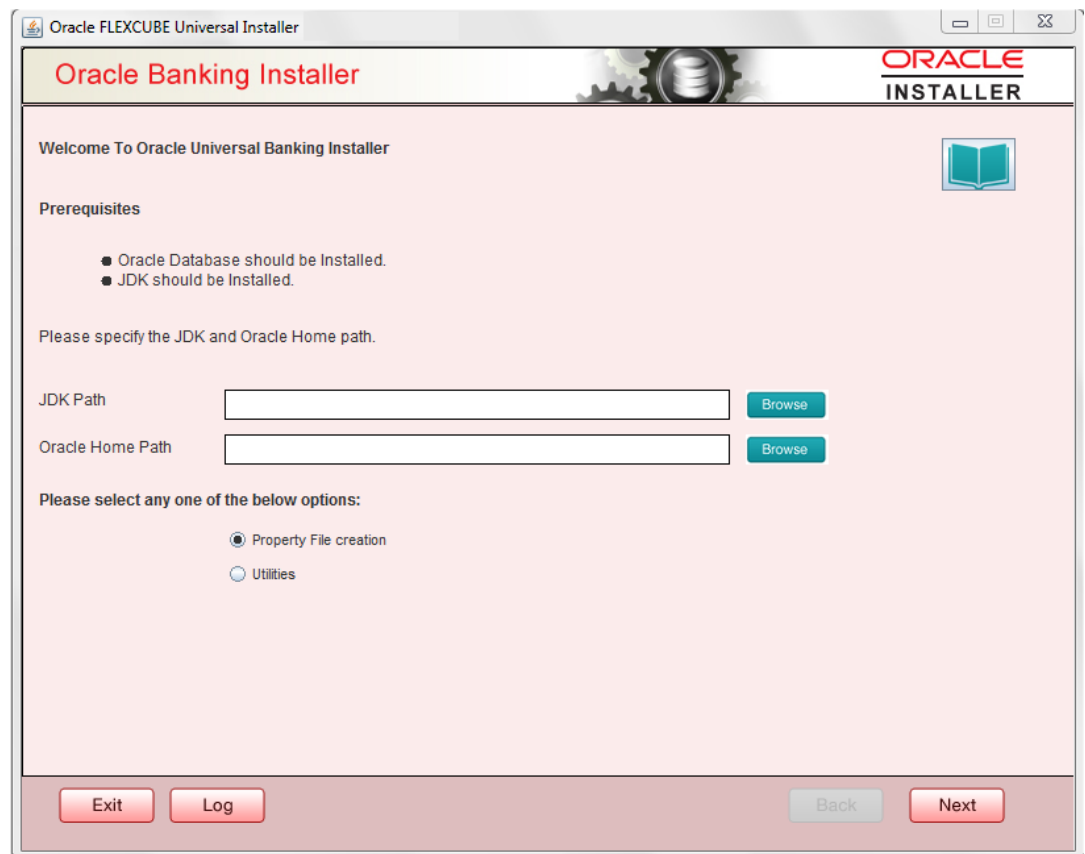 Oracle FLEXCUBE Universal Installer
Oracle Banking Installer
ORACLE
INSTALLER
Welcome To Oracle Universal Banking Installer
Prerequisites
Oracle Database should be Installed.
JDK should be Installed.
Please specify the JDK and Oracle Home path.
JDK Path
Browse
Oracle Home Path
Browse
Please select any one of the below options:
Property File creation
Utilities
Exit
Log
Back
Next